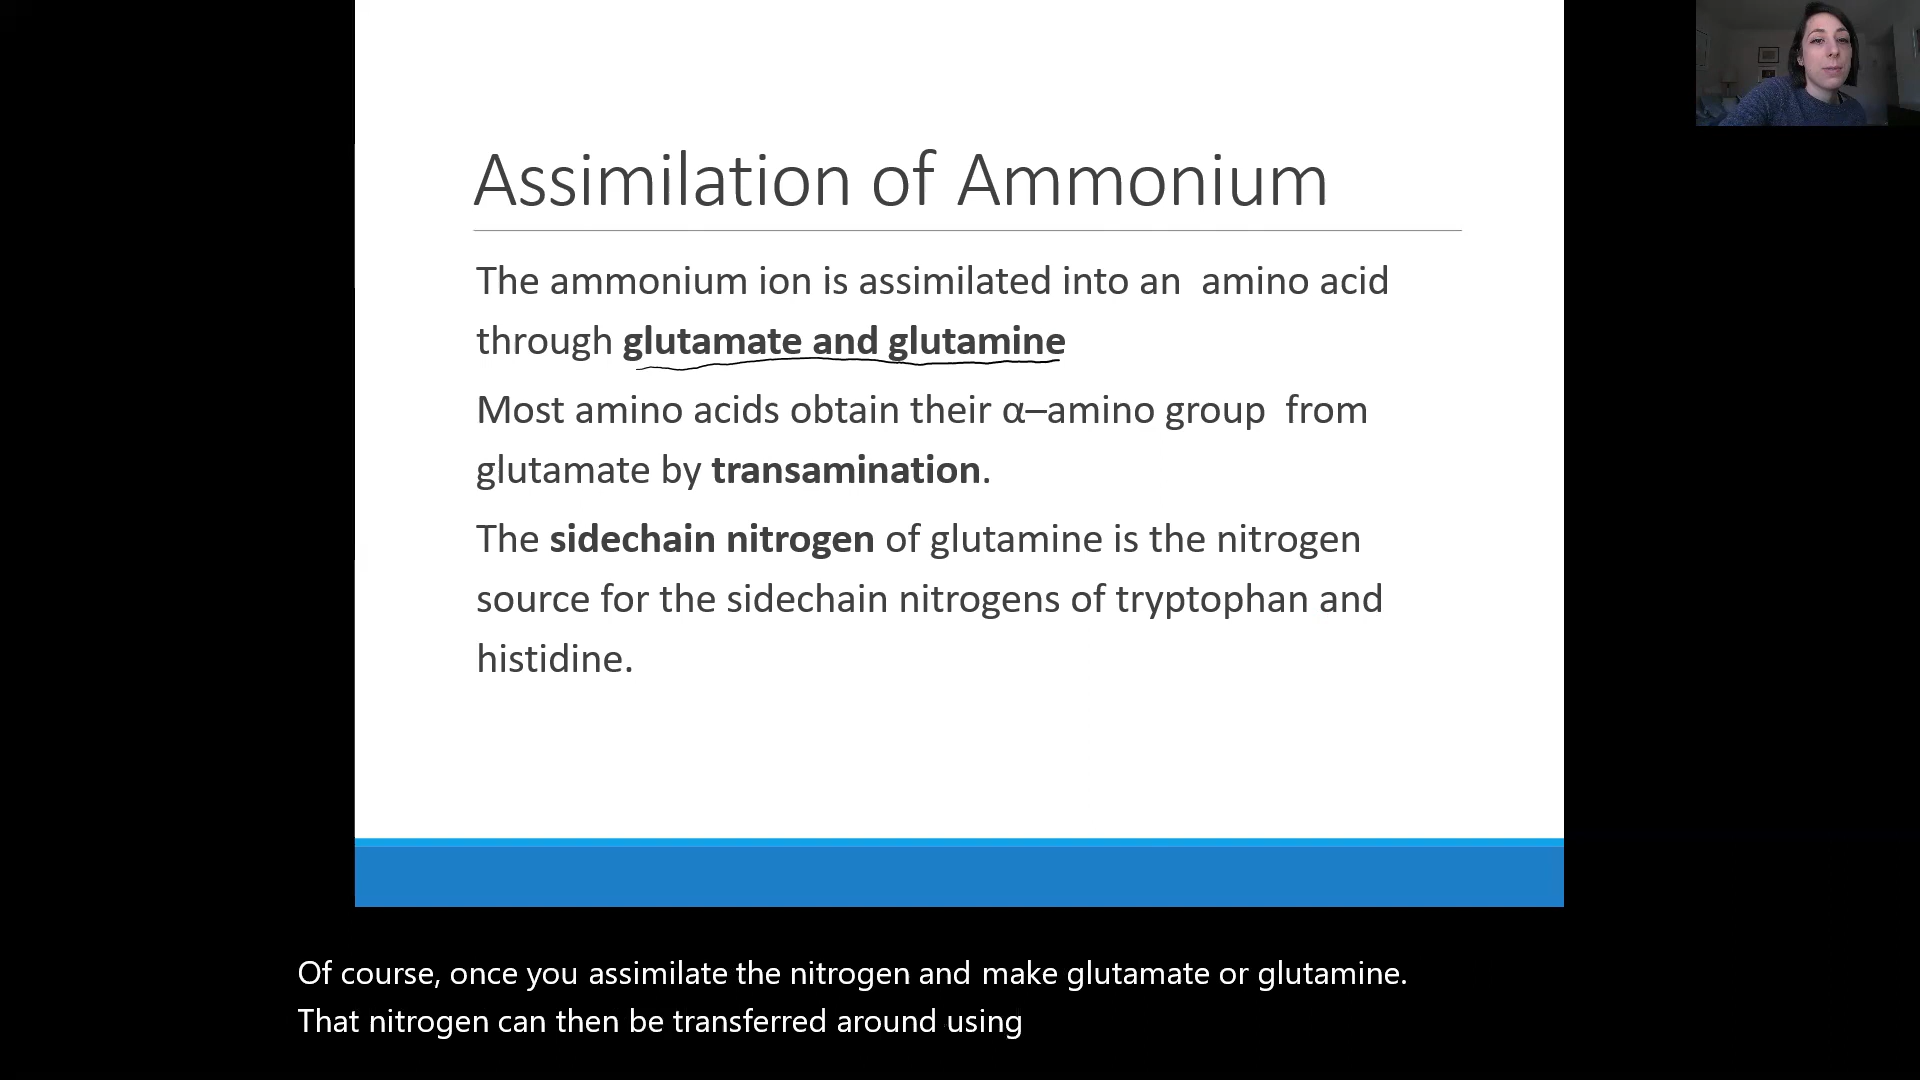 Assimilation of Ammonium
The ammonium ion is assimilated into an  amino acid
through glutamate and glutamine
Most amino acids obtain their α–amino group  from
glutamate by transamination.
The sidechain nitrogen of glutamine is the nitrogen
source for the sidechain nitrogens of tryptophan and
histidine.
Of course, once you assimilate the nitrogen and make glutamate or glutamine.
That nitrogen can then be transferred around using